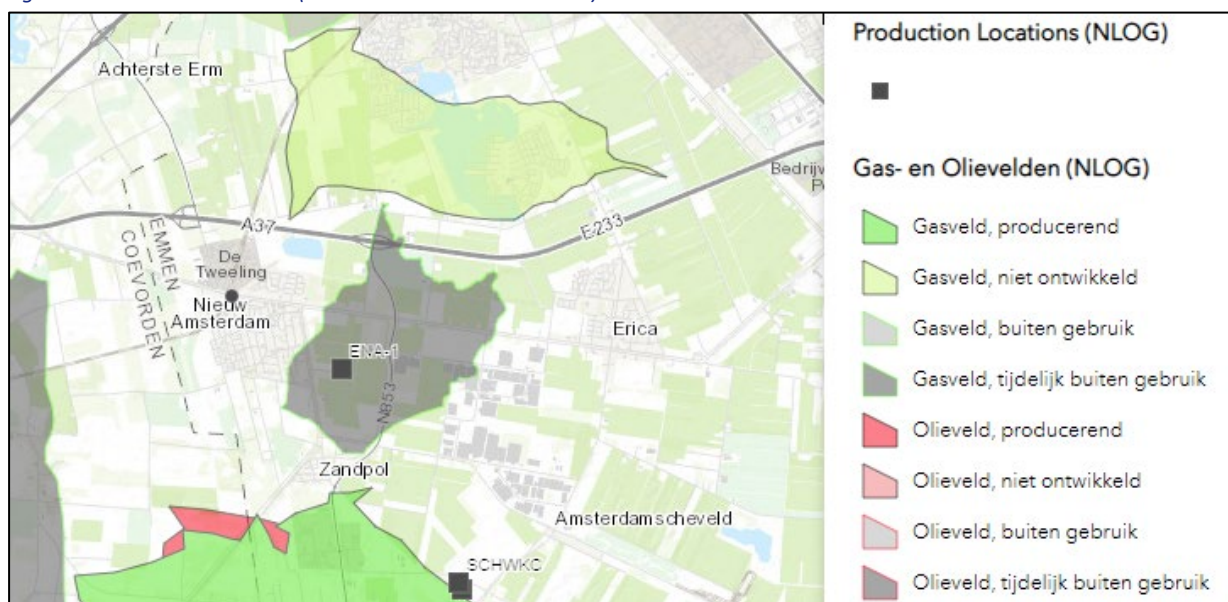 Achterste Erm
Bedrijv
P
A37
E233
EMMEN
COEVORDEN
De
Tweeling
Nieuw
Amsterdam
Erica
ENA-1
N853
Zandpol
Amsterdamscheveld
SCHWKC
Production Locations (NLOG)
Gas- en Olievelden (NLOG)
Gasveld, producerend
Gasveld, niet ontwikkeld
Gasveld, buiten gebruik
Gasveld, tijdelijk buiten gebruik
Olieveld, producerend
Olieveld, niet ontwikkeld
Olieveld, buiten gebruik
Olieveld, tijdelijk buiten gebruik